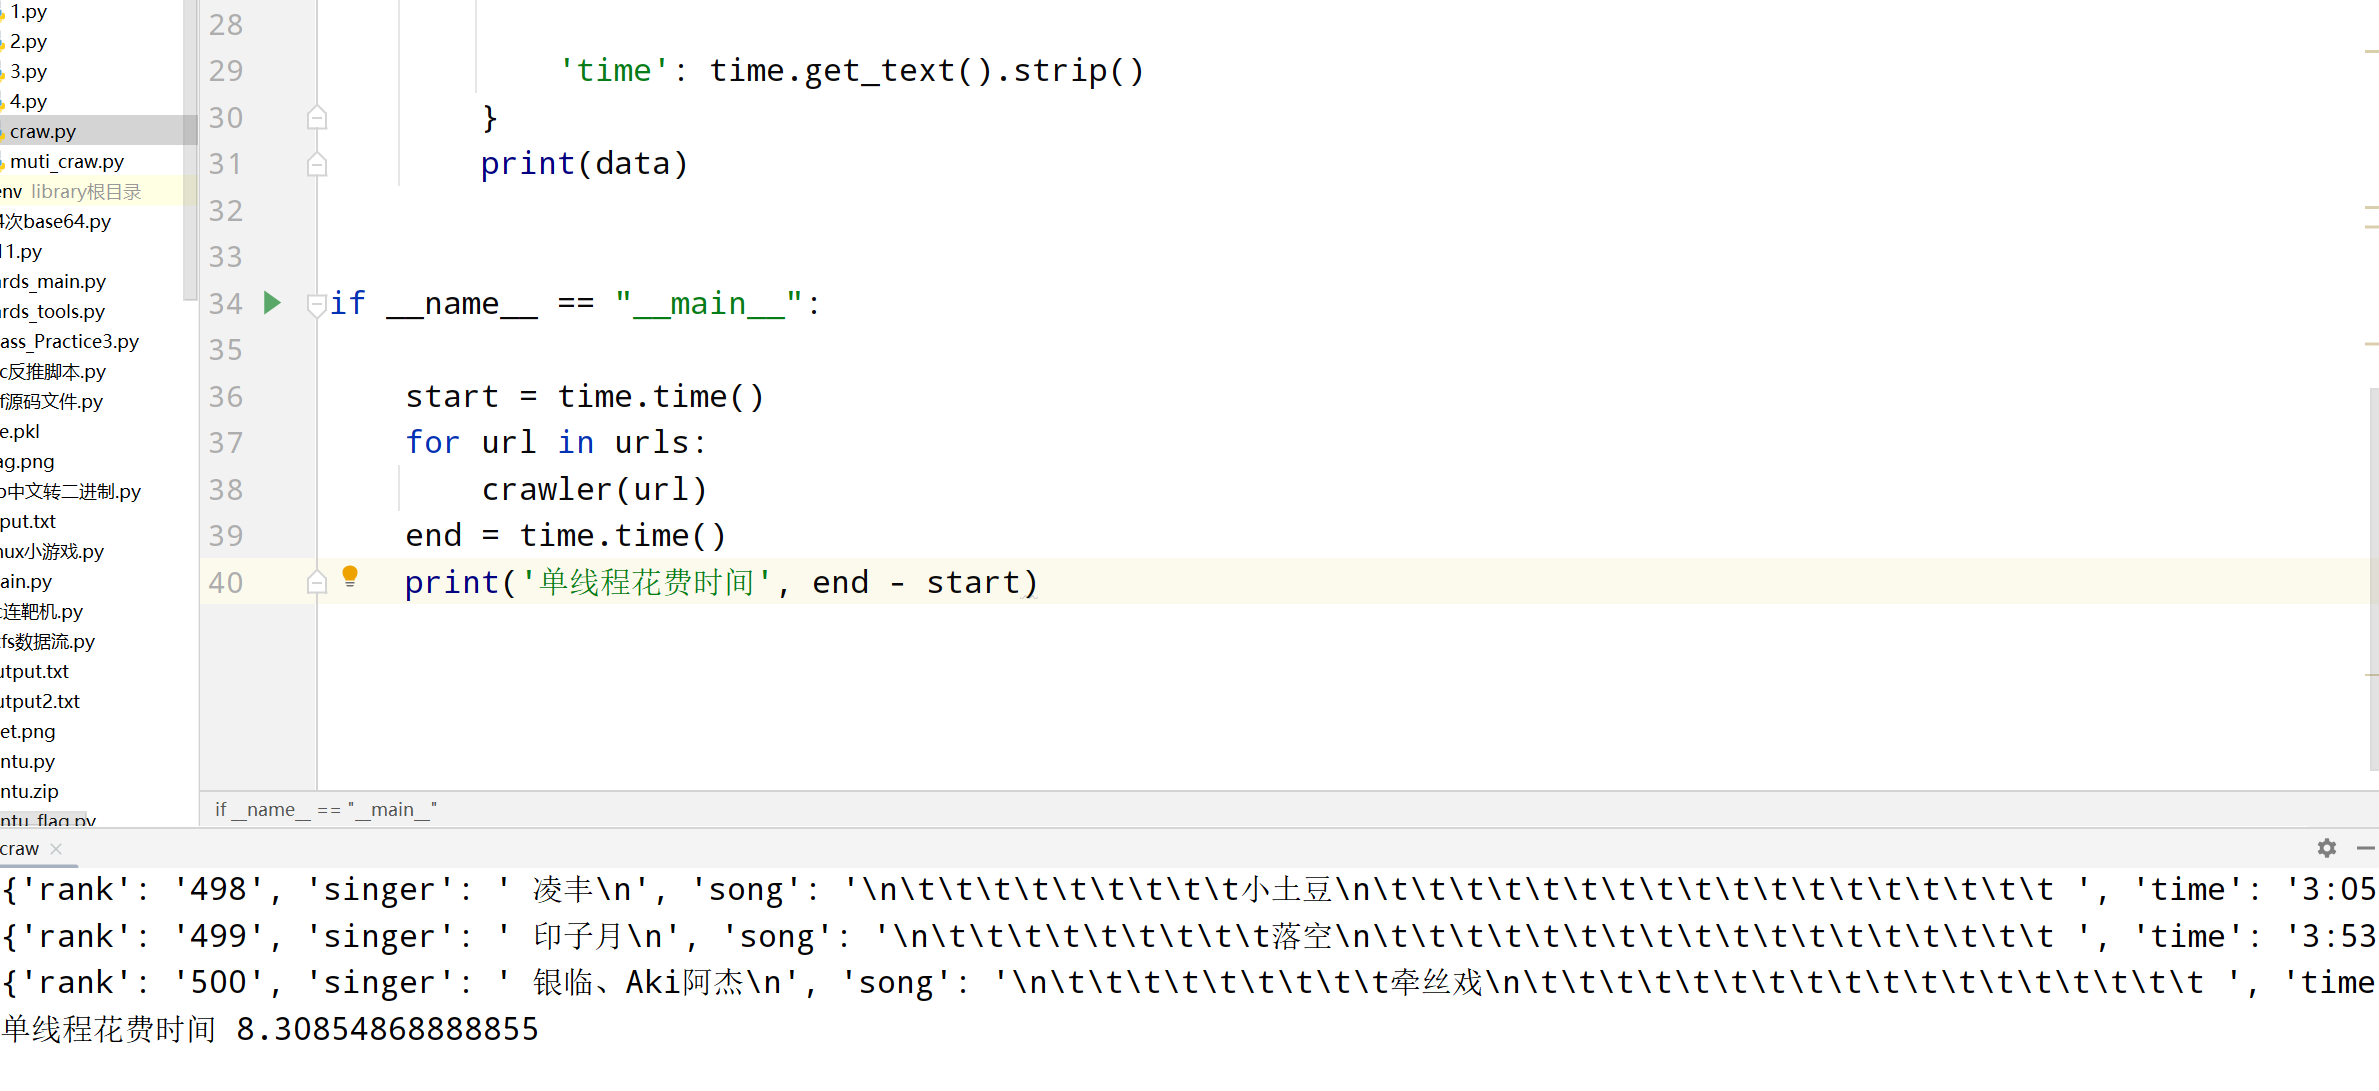 1.py
2.py
3.py
4.py
craw.py
muti_craw.py
env library根目录
4次base64.py
11.py
ards_main.py
ards_tools.py
ass_Practice3.py
c反推脚本.py
f源码文件.py
e.pkl
ag.png
中文转二进制.py
put.txt
nux小游戏.py
ain.py
连靶机.py
fs数据流.py
utput.txt
utput2.txt
et.png
ntu.py
ntu.zip
ntu_flag.py
28
29 'time': time.get_text().strip()
30 }
31 print(data)
32
33
34 if __name__ == "__main__":
35
36 start = time.time()
37 for url in urls:
38 crawler(url)
39 end = time.time()
40 print('单线程花费时间', end - start)
if __name__ == "__main__"
craw
{'rank': '498', 'singer': ' 凌丰\n', 'song': '\n\t\t\t\t\t\t\t\t\t小土豆\n\t\t\t\t\t\t\t\t\t\t\t\t\t\t\t\t\t\t ', 'time': '3:05
{'rank': '499', 'singer': ' 印子月\n', 'song': '\n\t\t\t\t\t\t\t\t\t落空\n\t\t\t\t\t\t\t\t\t\t\t\t\t\t\t\t\t\t ', 'time': '3:53
{'rank': '500', 'singer': ' 银临、Aki阿杰\n', 'song': '\n\t\t\t\t\t\t\t\t\t牵丝戏\n\t\t\t\t\t\t\t\t\t\t\t\t\t\t\t\t\t\t ', 'time
单线程花费时间 8.30854868888855